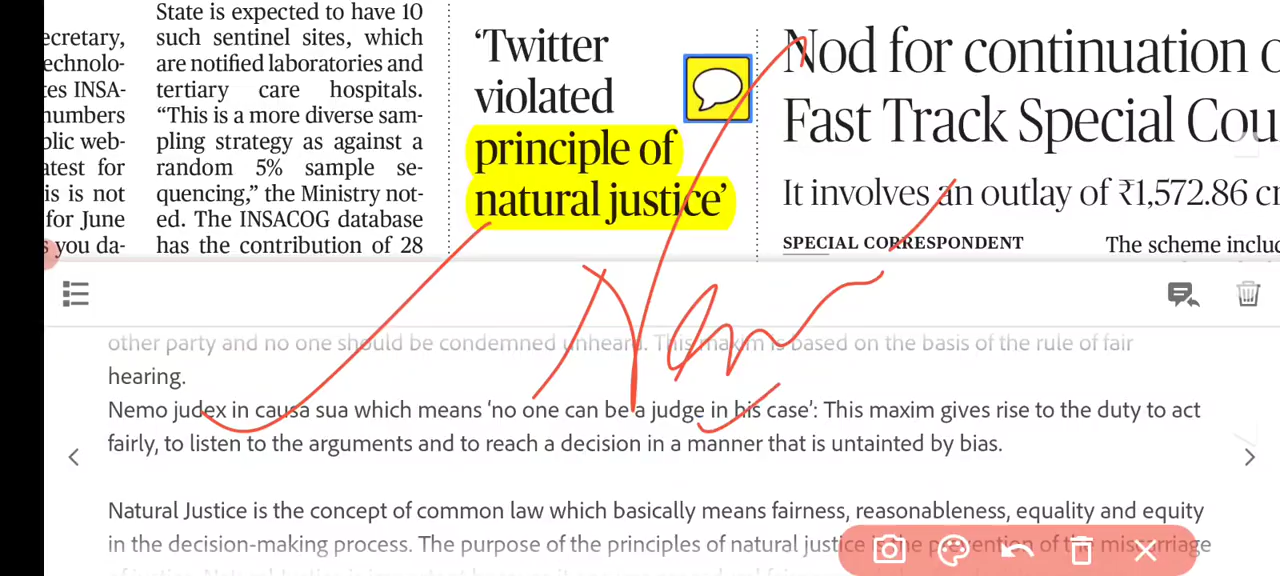 State is expected to have 10
such sentinel sites, which
are notified laboratories and
tertiary care hospitals.
“This is a more diverse sam-
pling strategy as against a
random 5% sample se-
quencing,” the Ministry not-
ed. The INSACOG database
has the contribution of 28
ecretary,
echnolo-
es INSA-
numbers
blic web-
atest for
is is not
for June
you da-
‘Twitter
violated
principle of
natural justice’
Nod for continuation o
Fast Track Special Cou
It involves an outlay of ₹1,572.86 cr
SPECIAL CORRESPONDENT
The scheme inclu
other party and no one should be condemned unheard. This maxim is based on the basis of the rule of fair
hearing.
Nemo judex in causa sua which means ‘no one can be a judge in his case’: This maxim gives rise to the duty to act
fairly, to listen to the arguments and to reach a decision in a manner that is untainted by bias.
Natural Justice is the concept of common law which basically means fairness, reasonableness, equality and equity
in the decision-making process. The purpose of the principles of natural justice is the prevention of the miscarriage